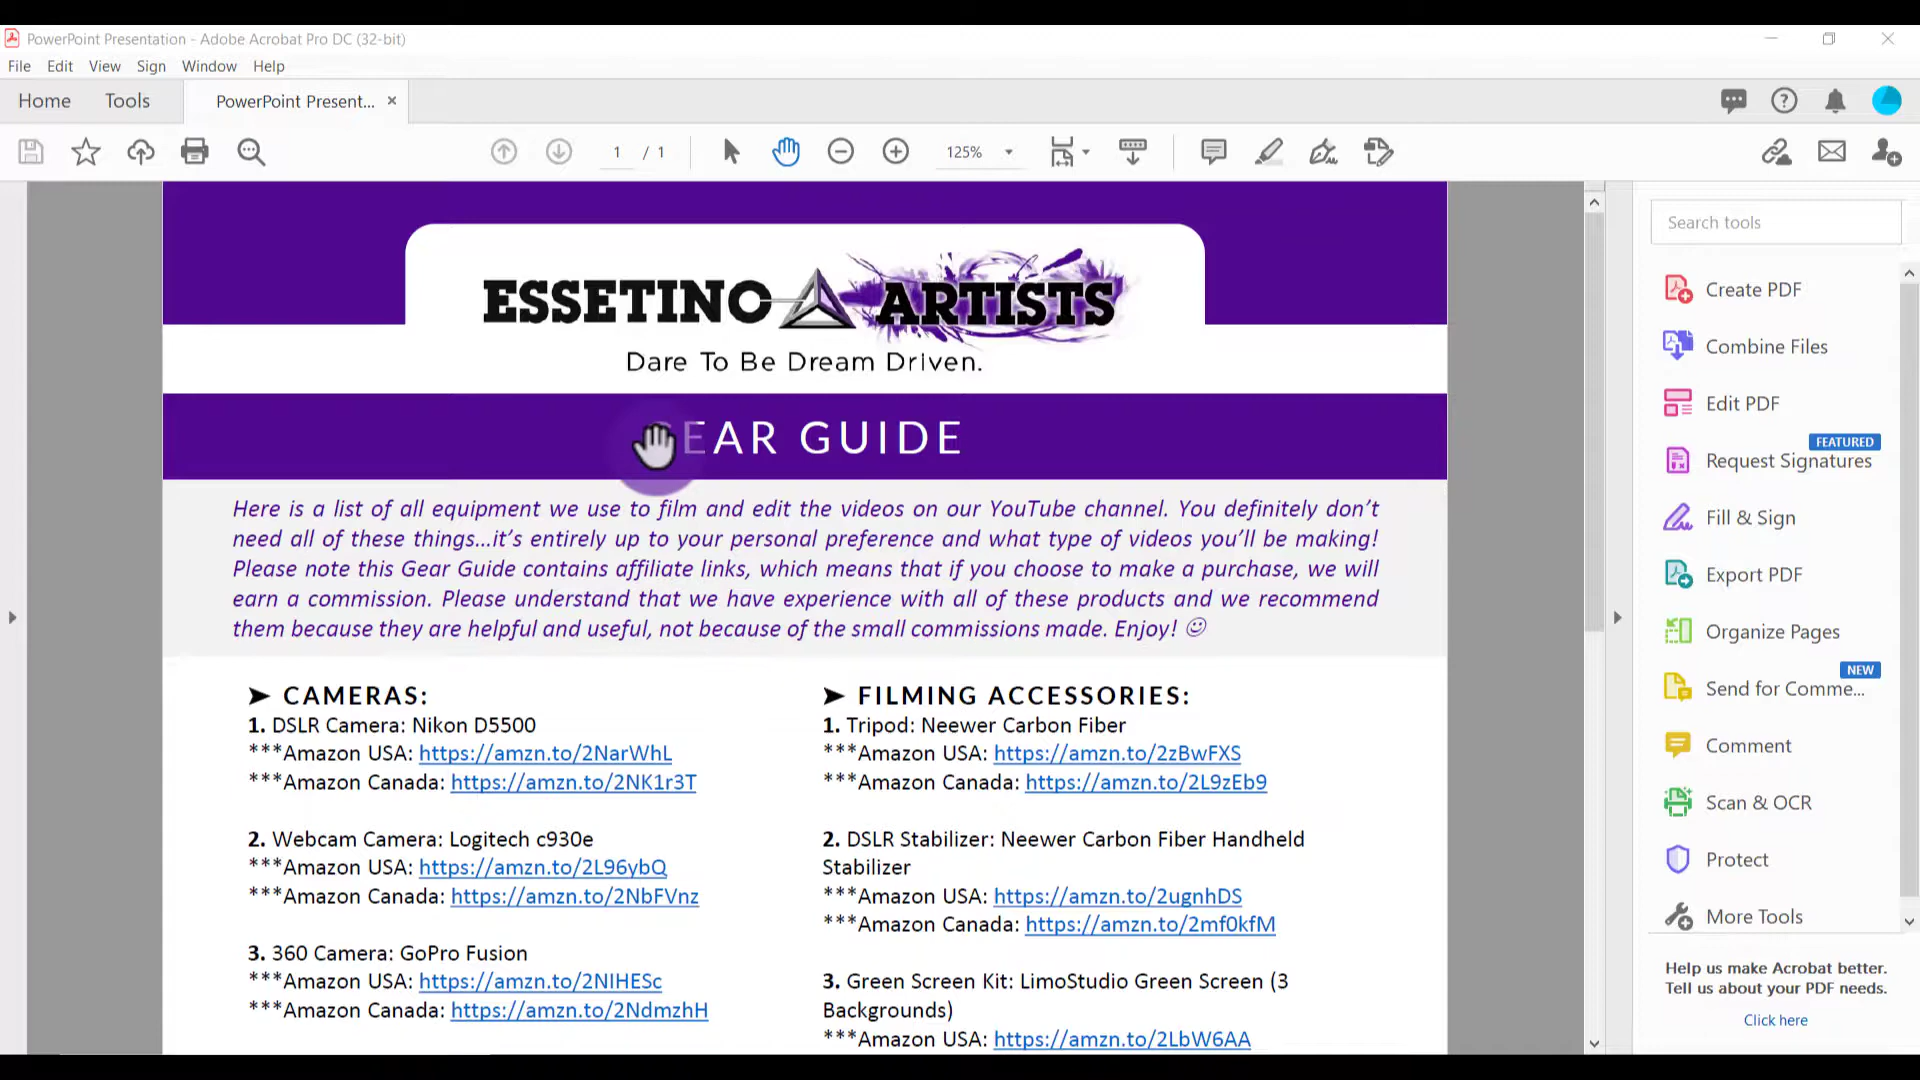 PowerPoint Presentation - Adobe Acrobat Pro DC (32-bit)
File Edit View Sign Window Help
Home Tools PowerPoint Present... ×
1 / 1 125%
ESSETINO ARTISTS
Dare To Be Dream Driven.
GEAR GUIDE
Here is a list of all equipment we use to film and edit the videos on our YouTube channel. You definitely don't
need all of these things...it's entirely up to your personal preference and what type of videos you'll be making!
Please note this Gear Guide contains affiliate links, which means that if you choose to make a purchase, we will
earn a commission. Please understand that we have experience with all of these products and we recommend
them because they are helpful and useful, not because of the small commissions made. Enjoy! ☺
➤ CAMERAS:
1. DSLR Camera: Nikon D5500
***Amazon USA: https://amzn.to/2NarWhL
***Amazon Canada: https://amzn.to/2NK1r3T
2. Webcam Camera: Logitech c930e
***Amazon USA: https://amzn.to/2L96ybQ
***Amazon Canada: https://amzn.to/2NbFVnz
3. 360 Camera: GoPro Fusion
***Amazon USA: https://amzn.to/2NIHESc
***Amazon Canada: https://amzn.to/2NdmzhH
➤ FILMING ACCESSORIES:
1. Tripod: Neewer Carbon Fiber
***Amazon USA: https://amzn.to/2zBwFXS
***Amazon Canada: https://amzn.to/2L9zEb9
2. DSLR Stabilizer: Neewer Carbon Fiber Handheld
Stabilizer
***Amazon USA: https://amzn.to/2ugnhDS
***Amazon Canada: https://amzn.to/2mf0kfM
3. Green Screen Kit: LimoStudio Green Screen (3
Backgrounds)
***Amazon USA: https://amzn.to/2LbW6AA
Search tools
Create PDF
Combine Files
Edit PDF
FEATURED
Request Signatures
Fill & Sign
Export PDF
Organize Pages
NEW
Send for Comme...
Comment
Scan & OCR
Protect
More Tools
Help us make Acrobat better.
Tell us about your PDF needs.
Click here